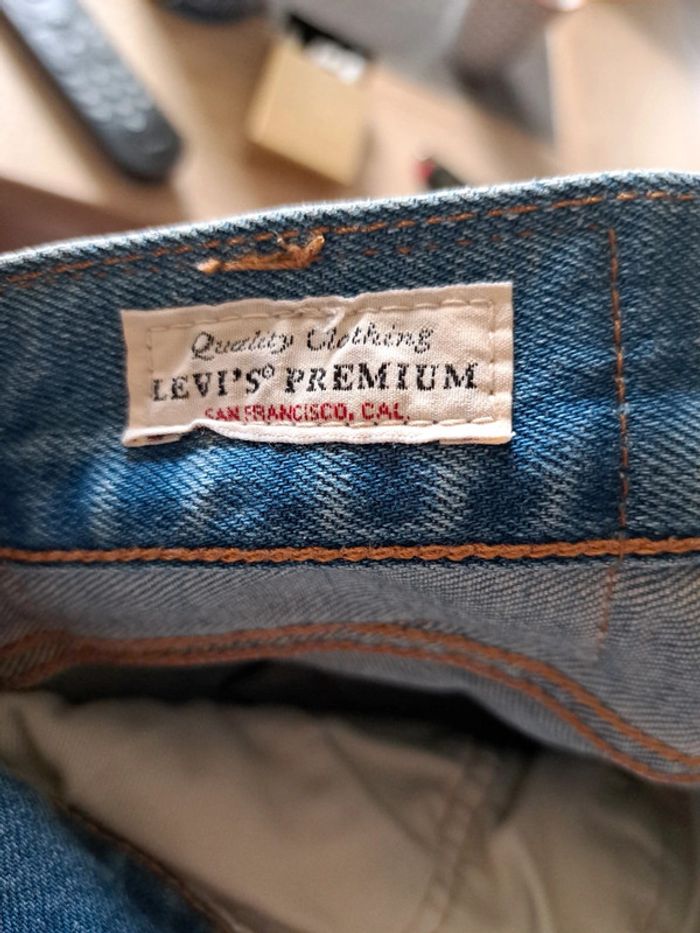 Quality Clothing
LEVI'S® PREMIUM
SAN FRANCISCO, CAL.